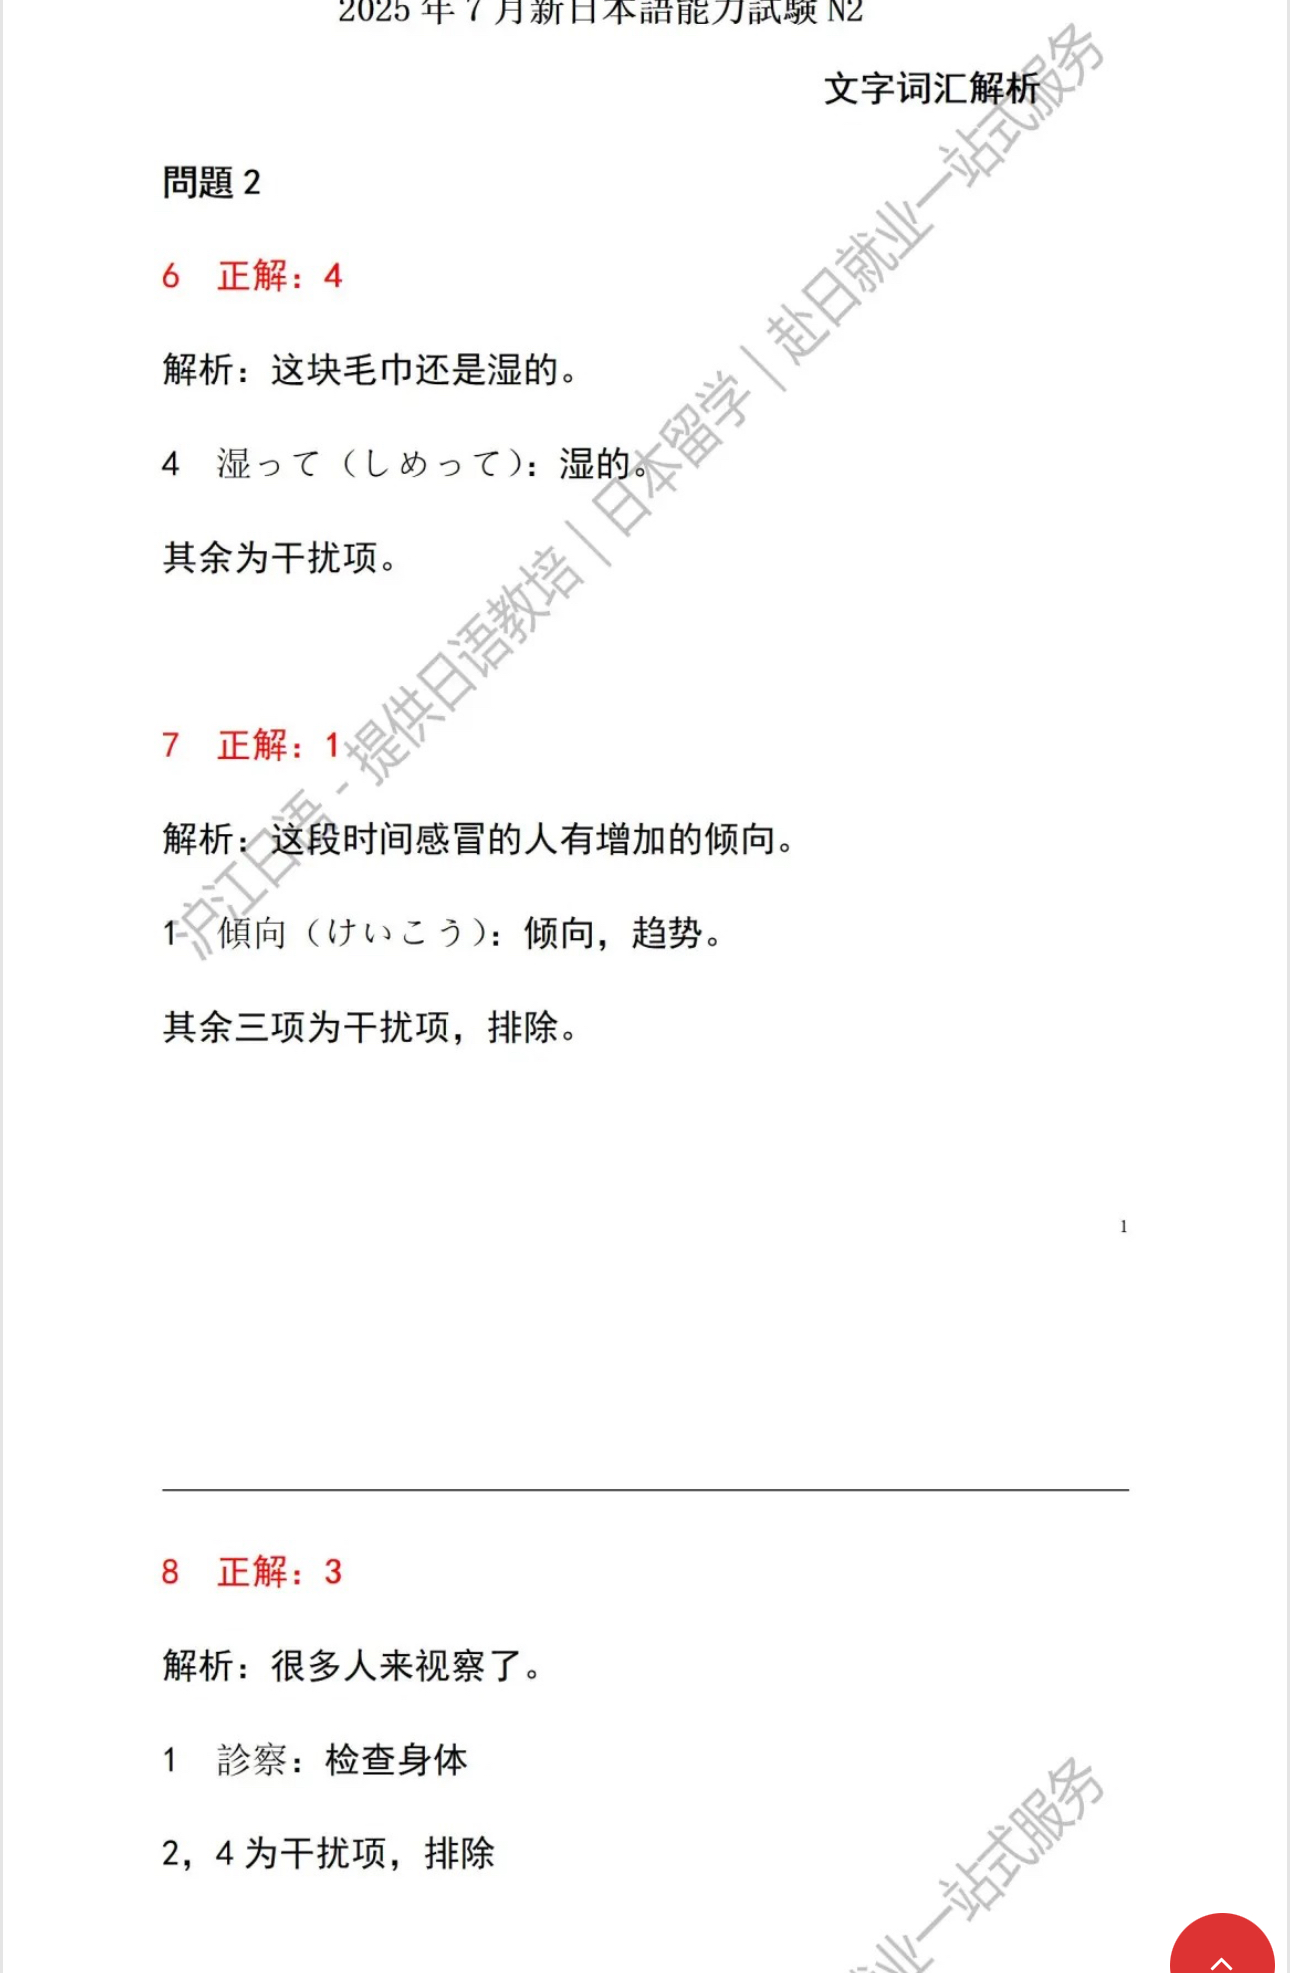 2025 年 7 月新日本語能力試験 N2
文字词汇解析
問題 2
6 正解：4
解析：这块毛巾还是湿的。
4 湿って（しめって）：湿的。
其余为干扰项。
7 正解：1
解析：这段时间感冒的人有增加的倾向。
1 傾向（けいこう）：倾向，趋势。
其余三项为干扰项，排除。
沪江日语 - 提供日语教培｜日本留学｜赴日就业一站式服务
1
8 正解：3
解析：很多人来视察了。
1 診察：检查身体
2，4 为干扰项，排除
业一站式服务